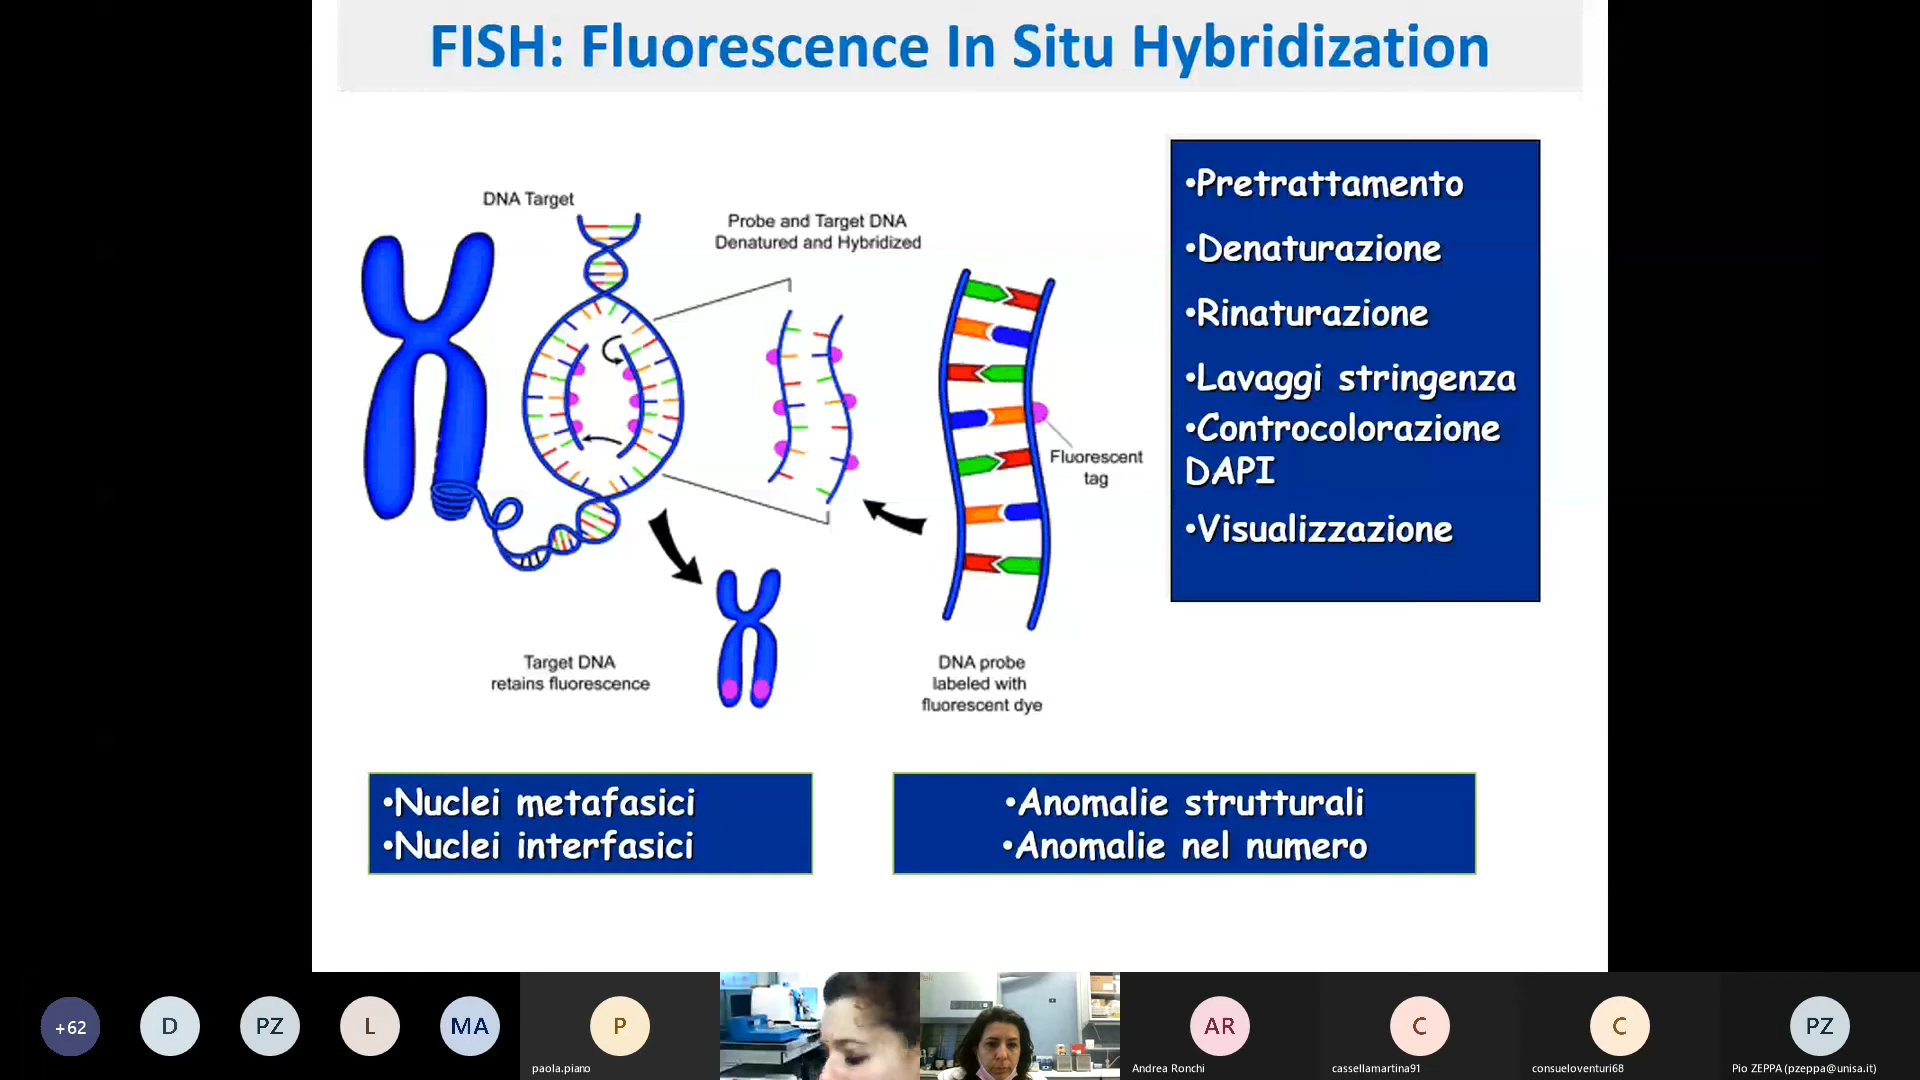 FISH: Fluorescence In Situ Hybridization
DNA Target
Probe and Target DNA
Denatured and Hybridized
Fluorescent
tag
Target DNA
retains fluorescence
DNA probe
labeled with
fluorescent dye
•Pretrattamento
•Denaturazione
•Rinaturazione
•Lavaggi stringenza
•Controcolorazione
DAPI
•Visualizzazione
•Nuclei metafasici
•Nuclei interfasici
•Anomalie strutturali
•Anomalie nel numero
+62
D
PZ
L
MA
P
paola.piano
AR
Andrea Ronchi
C
cassellamartina91
C
consueloventuri68
PZ
Pio ZEPPA (pzeppa@unisa.it)